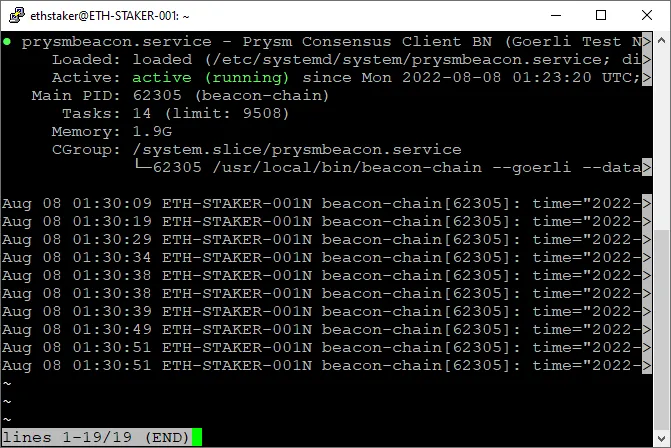 ethstaker@ETH-STAKER-001: ~
● prysmbeacon.service - Prysm Consensus Client BN (Goerli Test N>
Loaded: loaded (/etc/systemd/system/prysmbeacon.service; di>
Active: active (running) since Mon 2022-08-08 01:23:20 UTC;>
Main PID: 62305 (beacon-chain)
Tasks: 14 (limit: 9508)
Memory: 1.9G
CGroup: /system.slice/prysmbeacon.service
└─62305 /usr/local/bin/beacon-chain --goerli --data>
Aug 08 01:30:09 ETH-STAKER-001N beacon-chain[62305]: time="2022->
Aug 08 01:30:19 ETH-STAKER-001N beacon-chain[62305]: time="2022->
Aug 08 01:30:29 ETH-STAKER-001N beacon-chain[62305]: time="2022->
Aug 08 01:30:34 ETH-STAKER-001N beacon-chain[62305]: time="2022->
Aug 08 01:30:38 ETH-STAKER-001N beacon-chain[62305]: time="2022->
Aug 08 01:30:38 ETH-STAKER-001N beacon-chain[62305]: time="2022->
Aug 08 01:30:39 ETH-STAKER-001N beacon-chain[62305]: time="2022->
Aug 08 01:30:49 ETH-STAKER-001N beacon-chain[62305]: time="2022->
Aug 08 01:30:51 ETH-STAKER-001N beacon-chain[62305]: time="2022->
Aug 08 01:30:51 ETH-STAKER-001N beacon-chain[62305]: time="2022->
~
~
~
lines 1-19/19 (END)